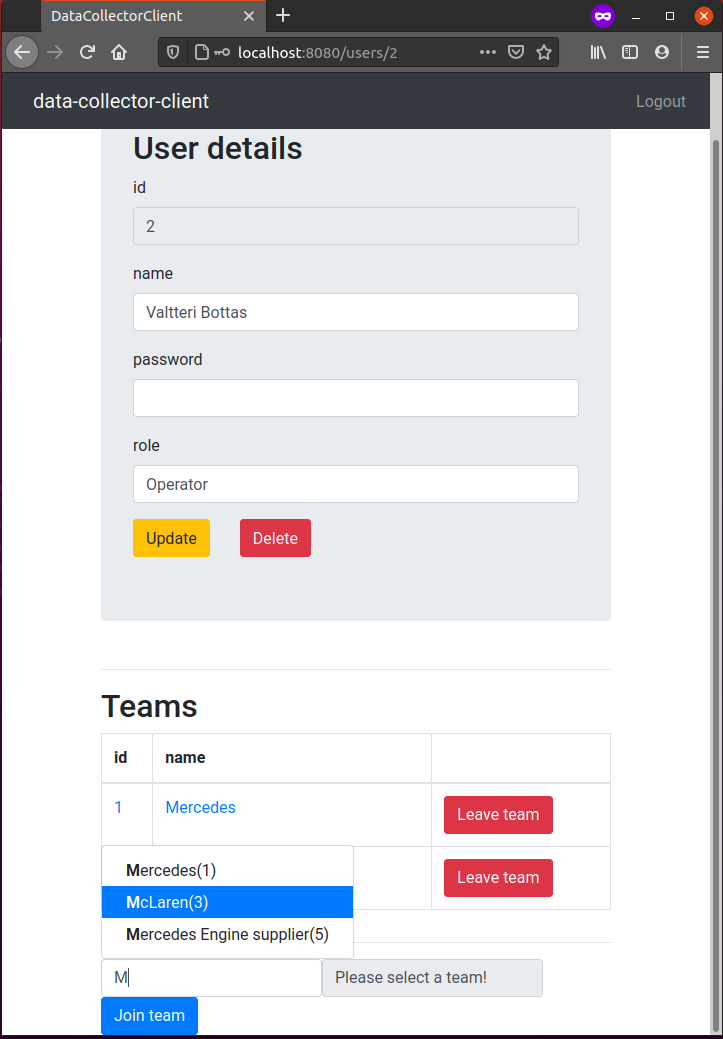 DataCollectorClient
localhost:8080/users/2
data-collector-client Logout
User details
id
2
name
Valtteri Bottas
password
role
Operator
Update Delete
Teams
id name
1 Mercedes Leave team
Leave team
Mercedes(1)
McLaren(3)
Mercedes Engine supplier(5)
M Please select a team!
Join team